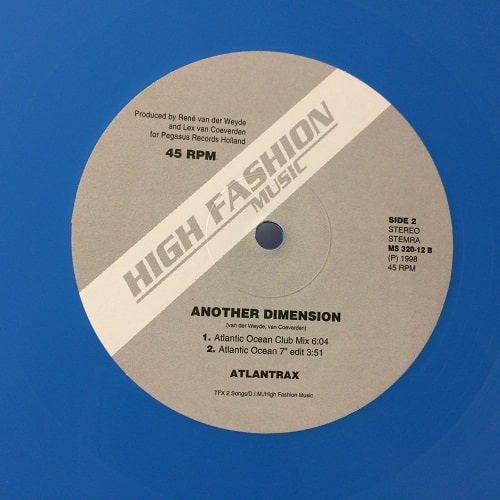 Produced by René van der Weyde
and Lex van Coeverden
for Pegasus Records Holland
45 RPM
HIGH FASHION
MUSIC
SIDE 2
STEREO
STEMRA
MS 320-12 B
(P) 1998
45 RPM
ANOTHER DIMENSION
(van der Weyde, van Coeverden)
1. Atlantic Ocean Club Mix 6:04
2. Atlantic Ocean 7" edit 3:51
ATLANTRAX
TFX 2 Songs/D.I.M./High Fashion Music